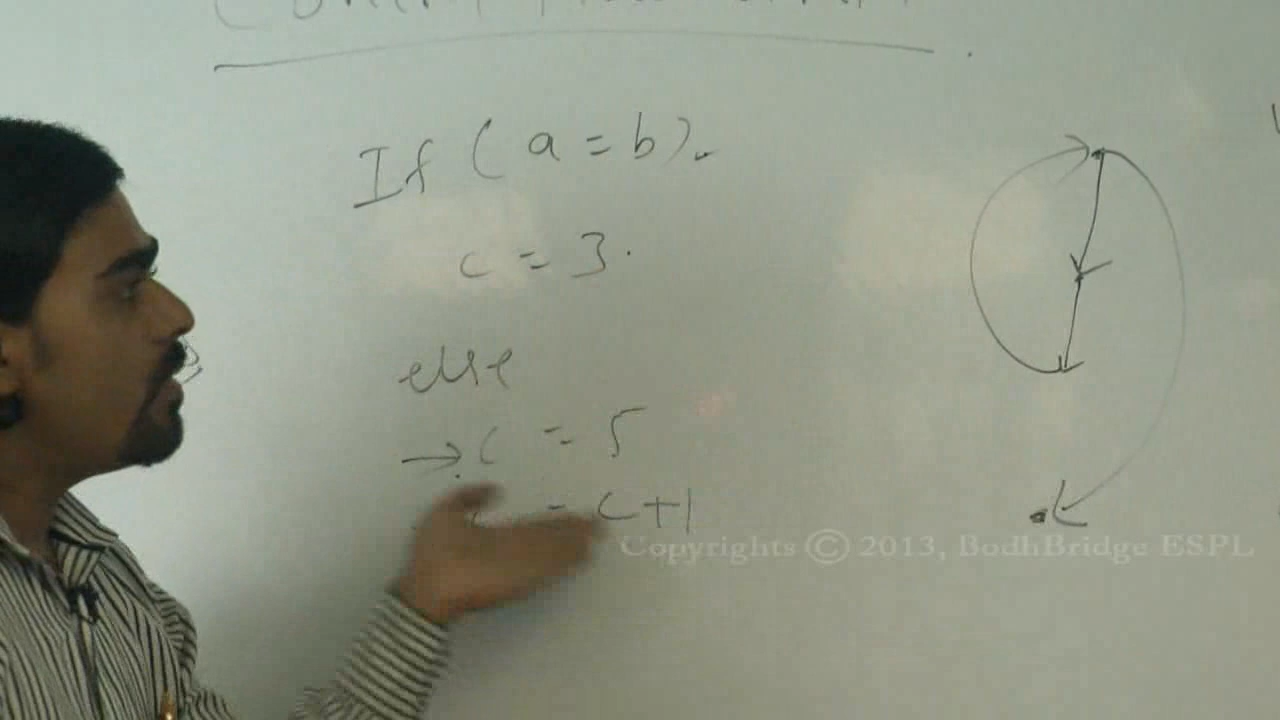 If (a=b).
c = 3.
else
→ c = 5
c = c+1
Copyrights © 2013, BodhBridge ESPL